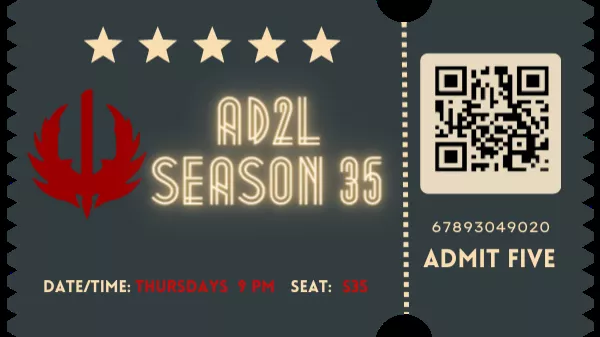 AD2L
SEASON 35
DATE/TIME: THURSDAYS 9 PM SEAT: S35
67893049020
ADMIT FIVE